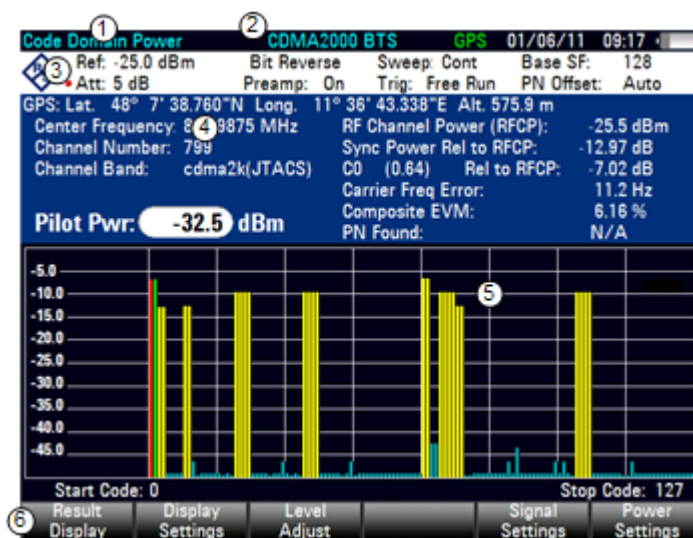 1 2
Code Domain Power CDMA2000 BTS GPS 01/06/11 09:17
3 Ref: -25.0 dBm Bit Reverse Sweep: Cont Base SF: 128
Att: 5 dB Preamp: On Trig: Free Run PN Offset: Auto
GPS: Lat. 48° 7' 38.760"N Long. 11° 36' 43.338"E Alt. 575.9 m
Center Frequency: 4 9875 MHz RF Channel Power (RFCP): -25.5 dBm
Channel Number: 799 Sync Power Rel to RFCP: -12.97 dB
Channel Band: cdma2k(JTACS) C0 (0.64) Rel to RFCP: -7.02 dB
Carrier Freq Error: 11.2 Hz
Composite EVM: 6.16 %
Pilot Pwr: -32.5 dBm PN Found: N/A
-5.0
-10.0 5
-15.0
-20.0
-25.0
-30.0
-35.0
-40.0
-45.0
Start Code: 0 Stop Code: 127
6 Result Display Level Signal Power
Display Settings Adjust Settings Settings